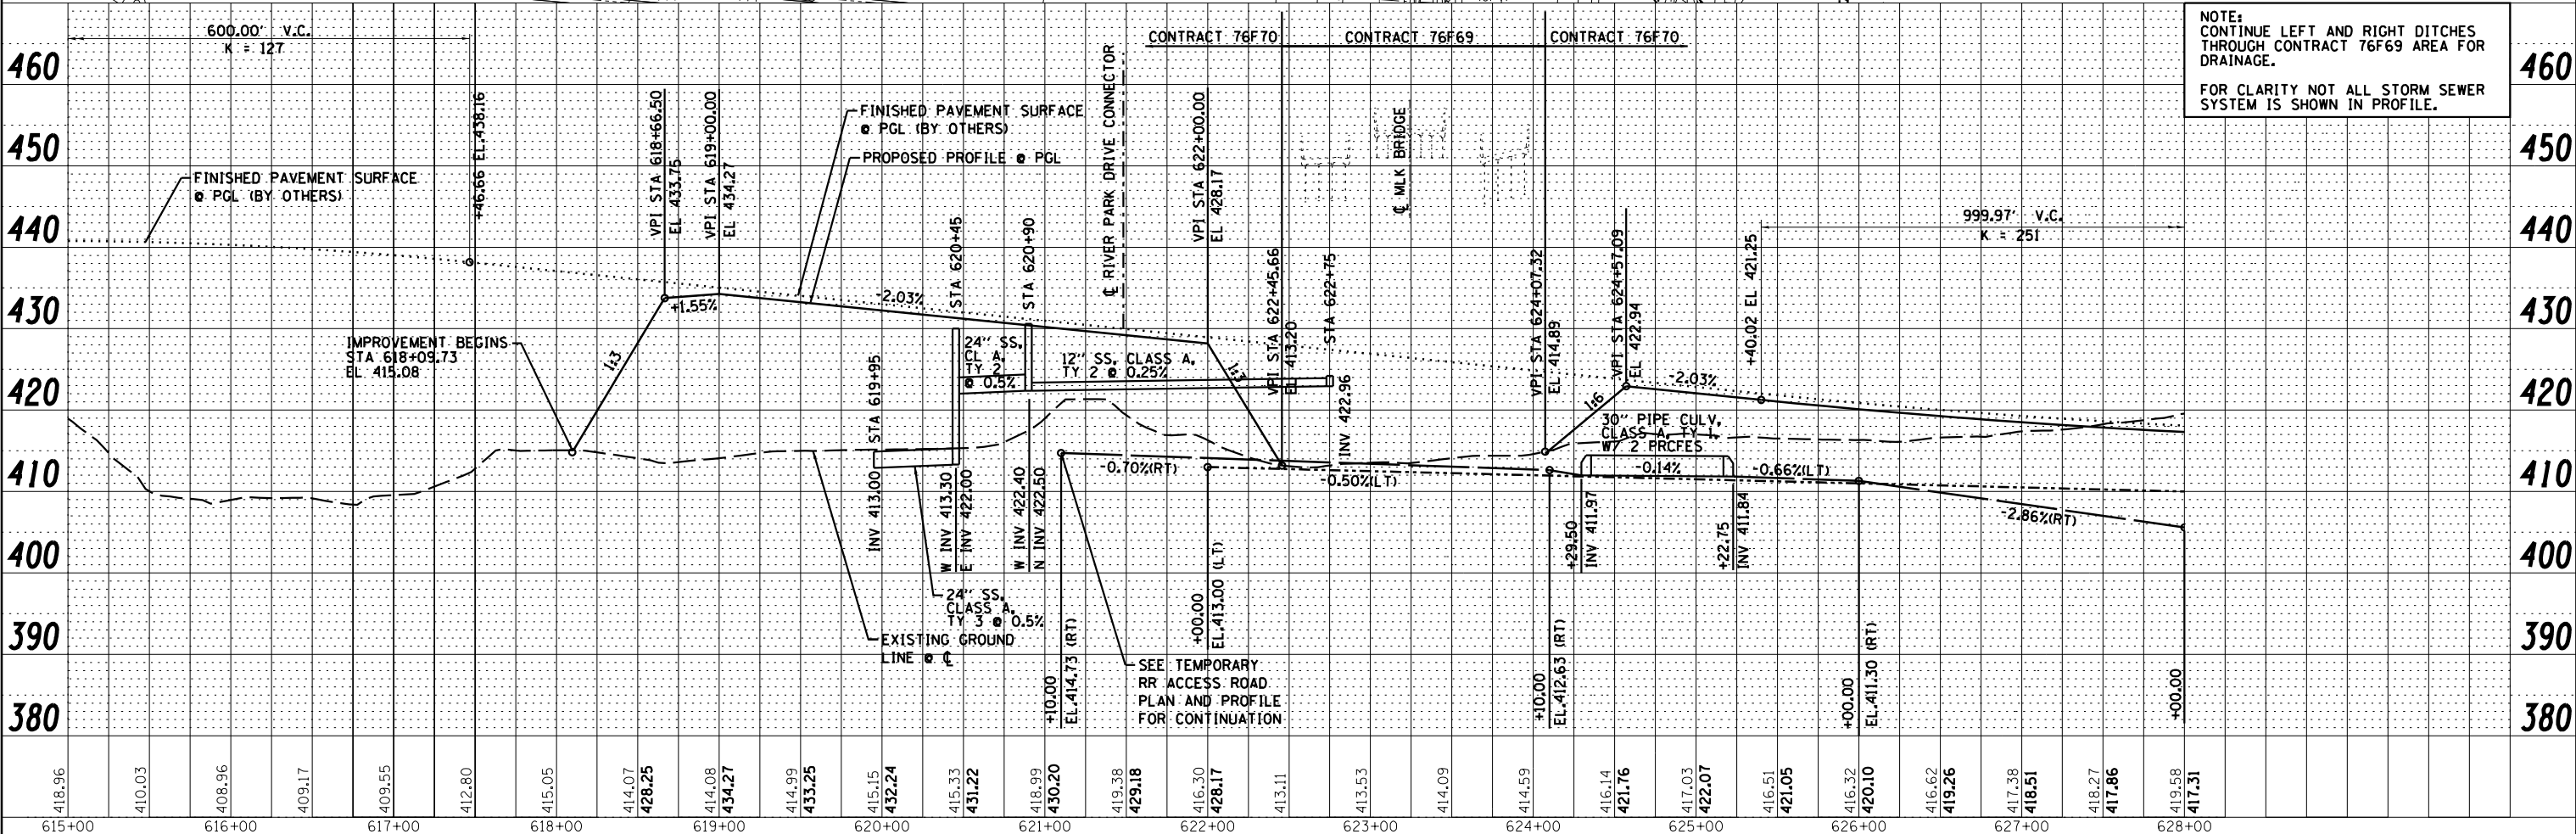 600.00' V.C.
K = 127
CONTRACT 76F70
CONTRACT 76F69
CONTRACT 76F70
NOTE:
CONTINUE LEFT AND RIGHT DITCHES
THROUGH CONTRACT 76F69 AREA FOR
DRAINAGE.
FOR CLARITY NOT ALL STORM SEWER
SYSTEM IS SHOWN IN PROFILE.
460
450
440
430
420
410
400
390
380
460
450
440
430
420
410
400
390
380
FINISHED PAVEMENT SURFACE
@ PGL (BY OTHERS)
+46.66 EL.438.16
IMPROVEMENT BEGINS
STA 618+09.73
EL 415.08
1:3
VPI STA 618+66.50
EL 433.75
VPI STA 619+00.00
EL 434.27
+1.55%
FINISHED PAVEMENT SURFACE
@ PGL (BY OTHERS)
PROPOSED PROFILE @ PGL
-2.03%
STA 619+95
INV 413.00
STA 620+45
W INV 413.30
E INV 422.00
STA 620+90
W INV 422.40
N INV 422.50
24" SS,
CL A,
TY 2
@ 0.5%
12" SS, CLASS A,
TY 2 @ 0.25%
℄ RIVER PARK DRIVE CONNECTOR
VPI STA 622+00.00
EL 428.17
1:3
VPI STA 622+45.66
EL 413.20
STA 622+75
INV 422.96
℄ MLK BRIDGE
VPI STA 624+07.32
EL 414.89
VPI STA 624+57.09
EL 422.94
1:6
-2.03%
+40.02 EL 421.25
999.97' V.C.
K = 251
30" PIPE CULV,
CLASS A, TY 1,
W/ 2 PRCFES
-0.14%
-0.66%(LT)
-0.70%(RT)
-0.50%(LT)
-2.86%(RT)
24" SS,
CLASS A,
TY 3 @ 0.5%
EXISTING GROUND
LINE @ ℄
+10.00
EL.414.73 (RT)
SEE TEMPORARY
RR ACCESS ROAD
PLAN AND PROFILE
FOR CONTINUATION
+00.00
EL.413.00 (LT)
+10.00
EL.412.63 (RT)
+29.50
INV 411.97
+22.75
INV 411.84
+00.00
EL.411.30 (RT)
+00.00
418.96
410.03
408.96
409.17
409.55
412.80
415.05
414.07
428.25
414.08
434.27
414.99
433.25
415.15
432.24
415.33
431.22
418.99
430.20
419.38
429.18
416.30
428.17
413.11
413.53
414.09
414.59
416.14
421.76
417.03
422.07
416.51
421.05
416.32
420.10
416.62
419.26
417.38
418.51
418.27
417.86
419.58
417.31
615+00
616+00
617+00
618+00
619+00
620+00
621+00
622+00
623+00
624+00
625+00
626+00
627+00
628+00